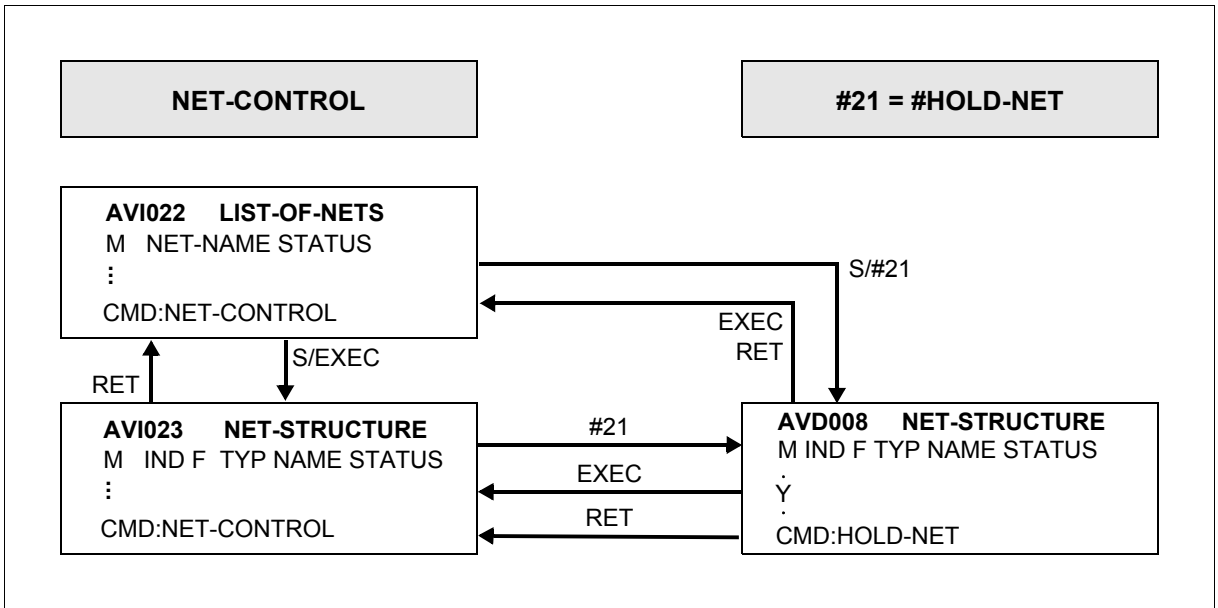 NET-CONTROL
#21 = #HOLD-NET
AVI022 LIST-OF-NETS
M NET-NAME STATUS
⋮
CMD:NET-CONTROL
S/#21
EXEC
RET
S/EXEC
RET
AVI023 NET-STRUCTURE
M IND F TYP NAME STATUS
⋮
CMD:NET-CONTROL
#21
EXEC
RET
AVD008 NET-STRUCTURE
M IND F TYP NAME STATUS
.
Y
.
CMD:HOLD-NET